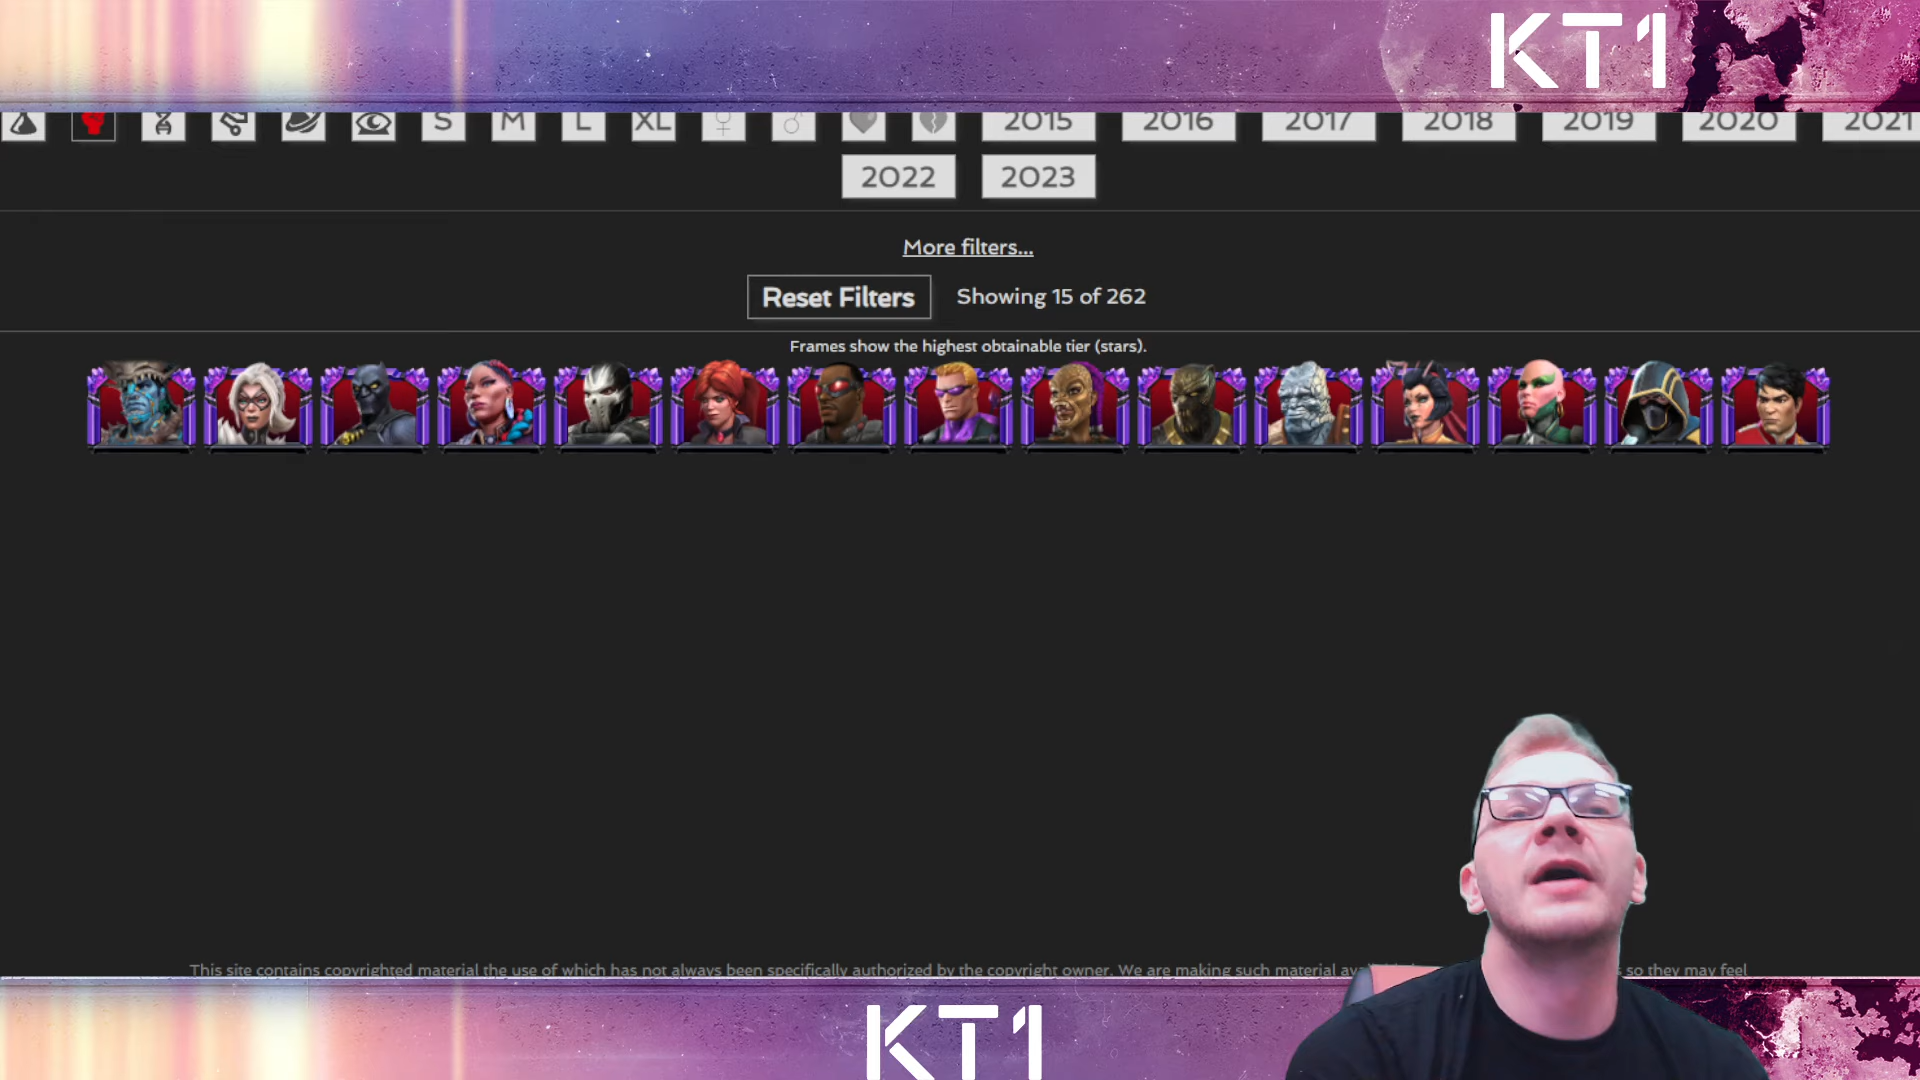 KT1
S M L XL 2015 2016 2017 2018 2019 2020 2021
2022 2023
More filters...
Reset Filters Showing 15 of 262
Frames show the highest obtainable tier (stars).
This site contains copyrighted material the use of which has not always been specifically authorized by the copyright owner. We are making such material so they may feel
KT1